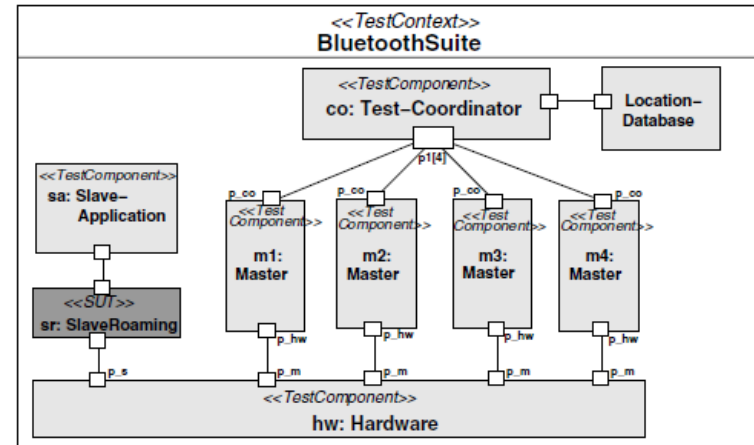 <<TestContext>>
BluetoothSuite
<<TestComponent>>
co: Test-Coordinator
Location-
Database
p1[4]
<<TestComponent>>
sa: Slave-
Application
p_co
p_co
p_co
p_co
<<Test
Component>>
m1:
Master
<<Test
Component>>
m2:
Master
<<Test
Component>>
m3:
Master
<<Test
Component>>
m4:
Master
<<SUT>>
sr: SlaveRoaming
p_hw
p_hw
p_hw
p_hw
p_s
p_m
p_m
p_m
p_m
<<TestComponent>>
hw: Hardware